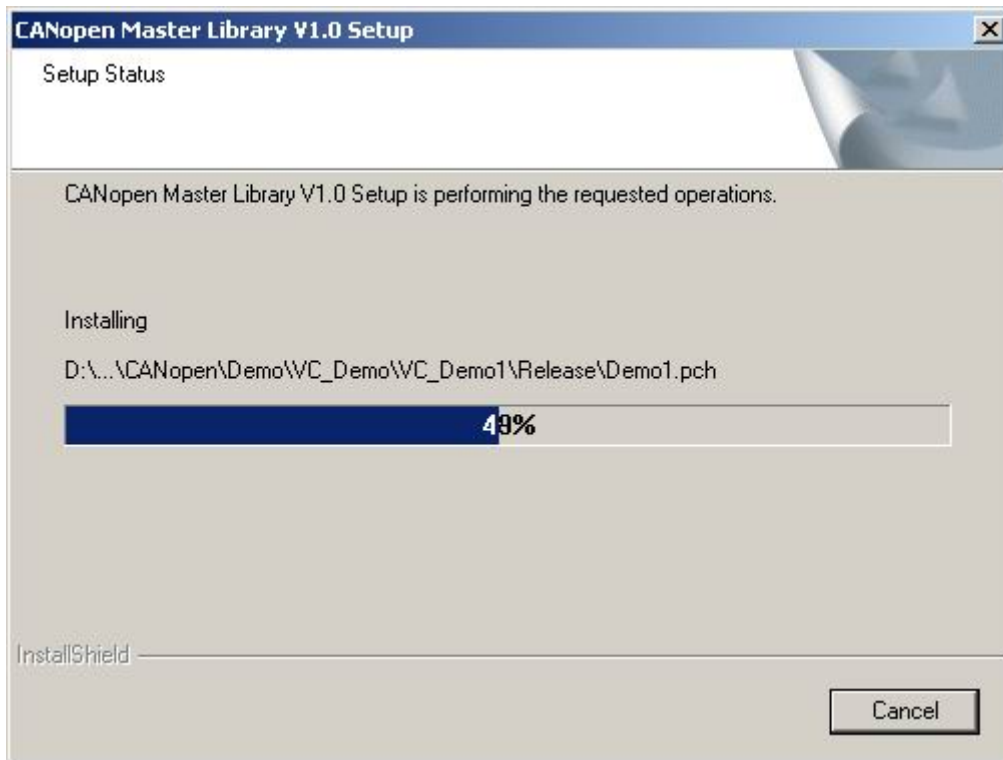 CANopen Master Library V1.0 Setup
Setup Status
CANopen Master Library V1.0 Setup is performing the requested operations.
Installing
D:\...\CANopen\Demo\VC_Demo\VC_Demo1\Release\Demo1.pch
49%
InstallShield
Cancel